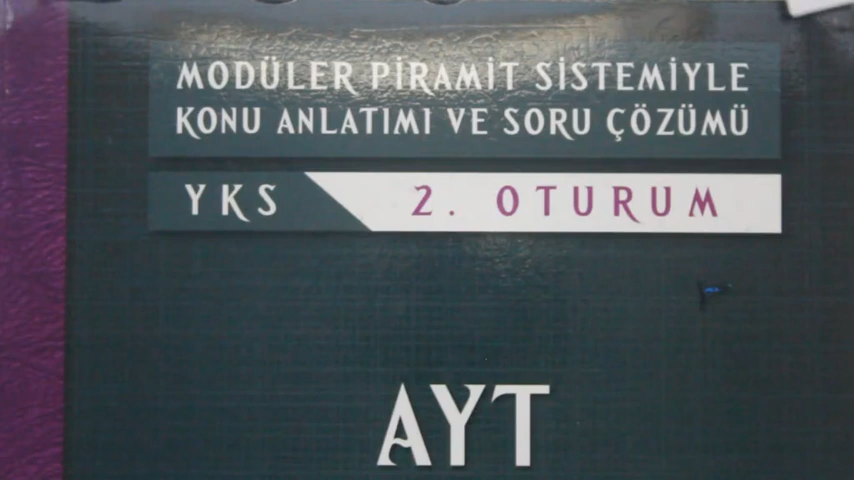 MODÜLER PİRAMİT SİSTEMİYLE
KONU ANLATIMI VE SORU ÇÖZÜMÜ
YKS 2. OTURUM
AYT